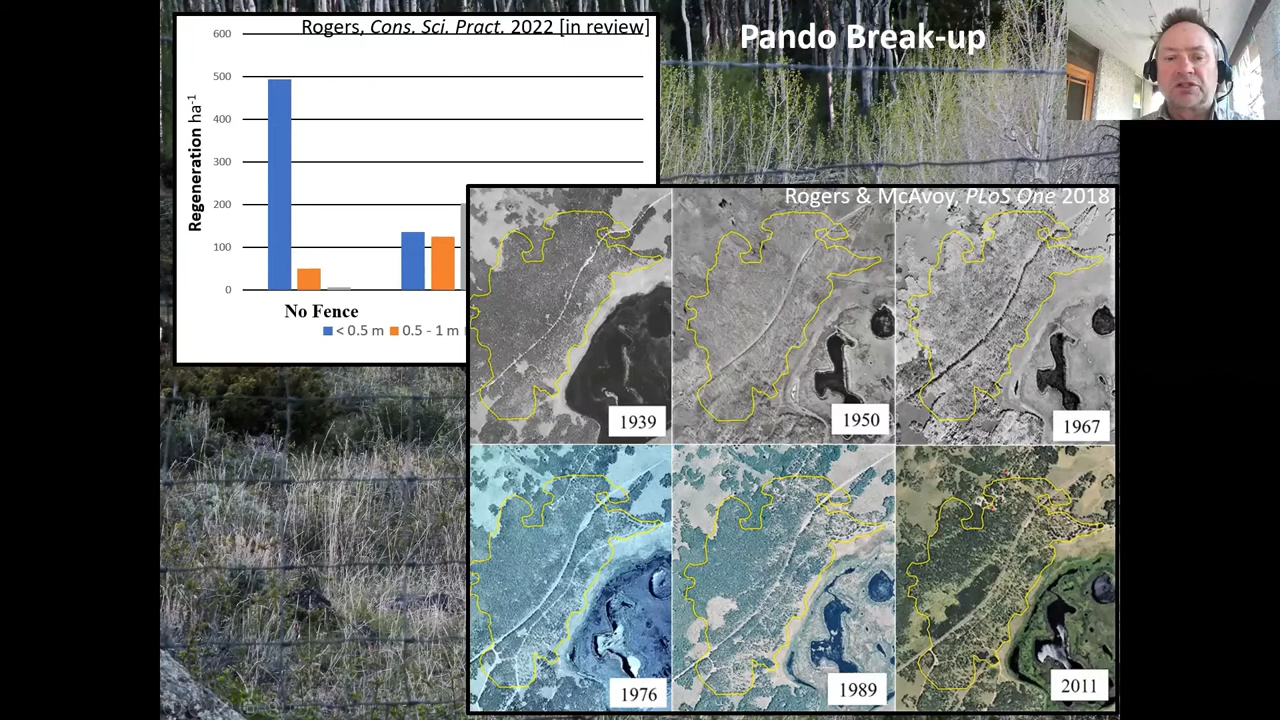 Rogers, Cons. Sci. Pract. 2022 [in review]
Pando Break-up
600
500
400
300
200
100
0
Regeneration ha-1
No Fence
< 0.5 m
0.5 - 1 m
Rogers & McAvoy, PLoS One 2018
1939
1950
1967
1976
1989
2011